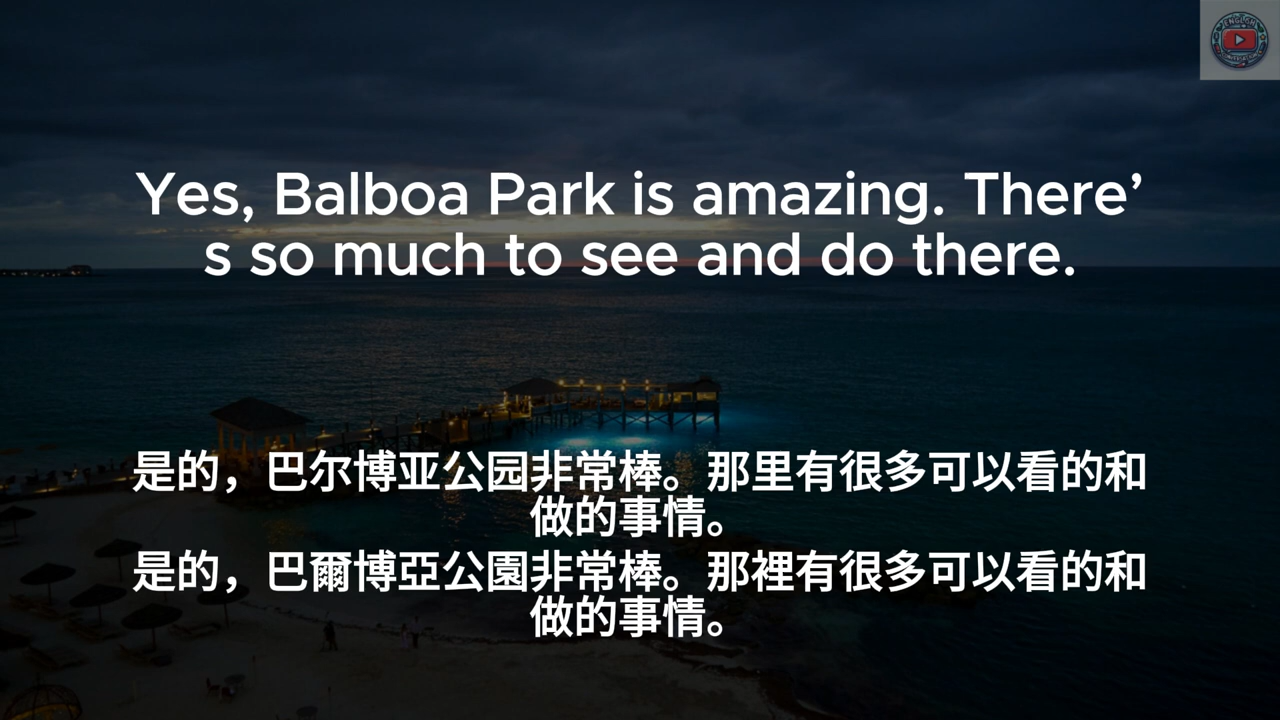 Yes, Balboa Park is amazing. There’
s so much to see and do there.
是的，巴尔博亚公园非常棒。那里有很多可以看的和
做的事情。
是的，巴爾博亞公園非常棒。那裡有很多可以看的和
做的事情。